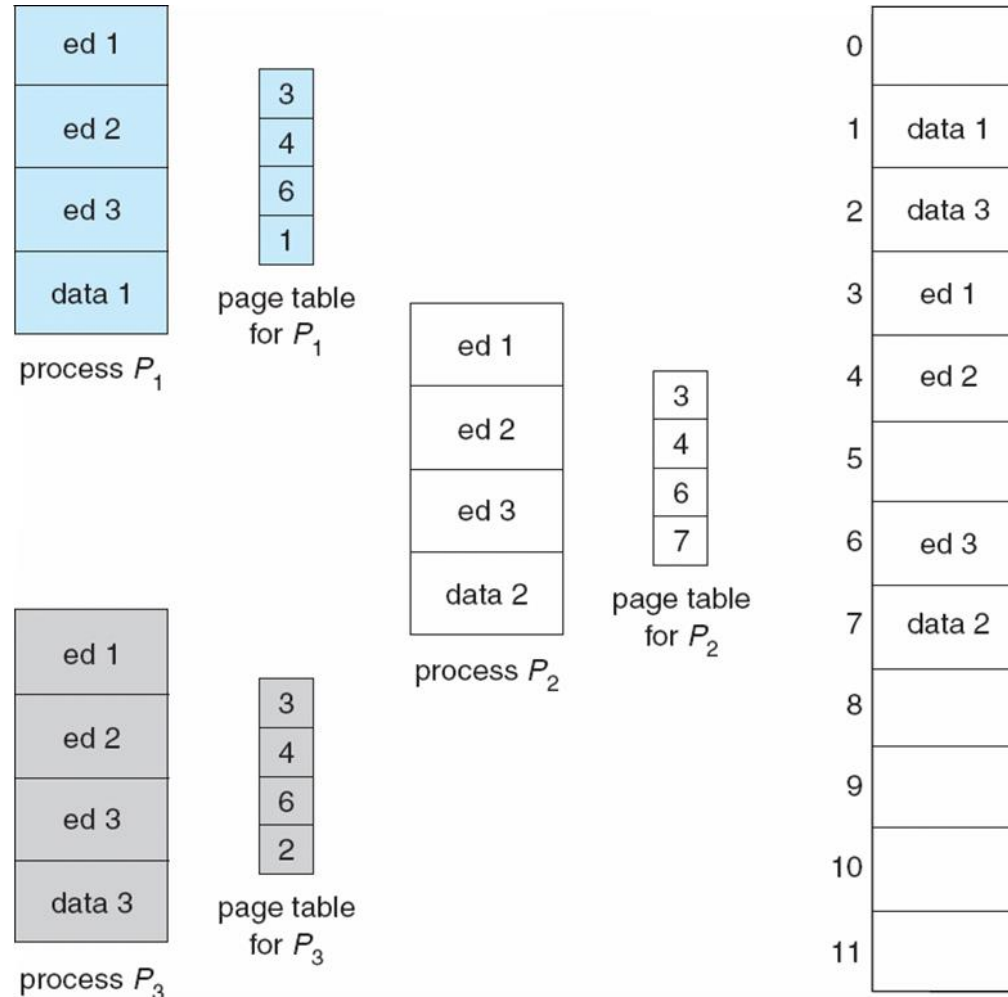 ed 1
ed 2
ed 3
data 1
process P1
3
4
6
1
page table
for P1
ed 1
ed 2
ed 3
data 2
process P2
3
4
6
7
page table
for P2
ed 1
ed 2
ed 3
data 3
process P3
3
4
6
2
page table
for P3
0
1 data 1
2 data 3
3 ed 1
4 ed 2
5
6 ed 3
7 data 2
8
9
10
11